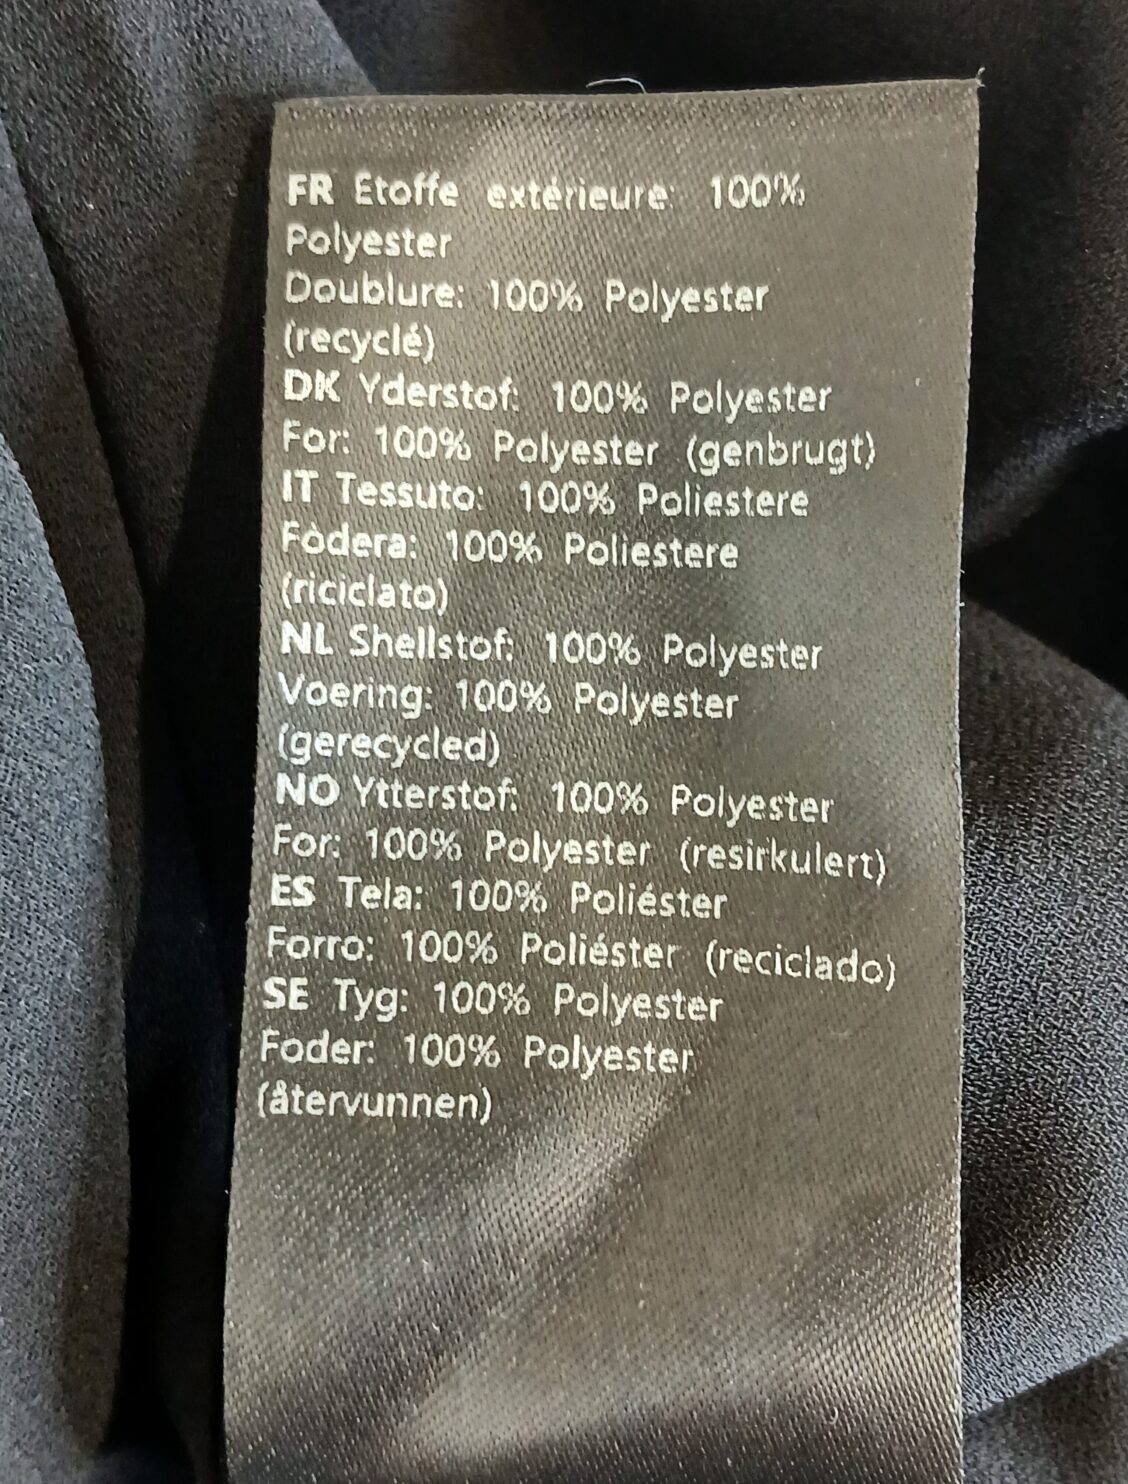 FR Etoffe extérieure: 100%
Polyester
Doublure: 100% Polyester
(recyclé)
DK Yderstof: 100% Polyester
For: 100% Polyester (genbrugt)
IT Tessuto: 100% Poliestere
Fòdera: 100% Poliestere
(riciclato)
NL Shellstof: 100% Polyester
Voering: 100% Polyester
(gerecycled)
NO Ytterstof: 100% Polyester
For: 100% Polyester (resirkulert)
ES Tela: 100% Poliéster
Forro: 100% Poliéster (reciclado)
SE Tyg: 100% Polyester
Foder: 100% Polyester
(återvunnen)